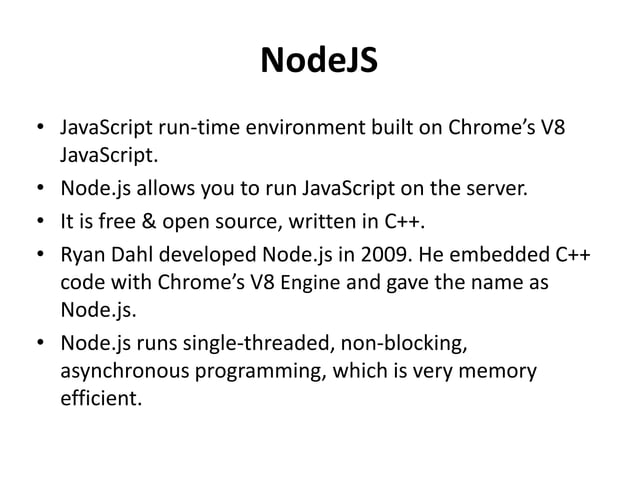 NodeJS
• JavaScript run-time environment built on Chrome’s V8
JavaScript.
• Node.js allows you to run JavaScript on the server.
• It is free & open source, written in C++.
• Ryan Dahl developed Node.js in 2009. He embedded C++
code with Chrome’s V8 Engine and gave the name as
Node.js.
• Node.js runs single-threaded, non-blocking,
asynchronous programming, which is very memory
efficient.